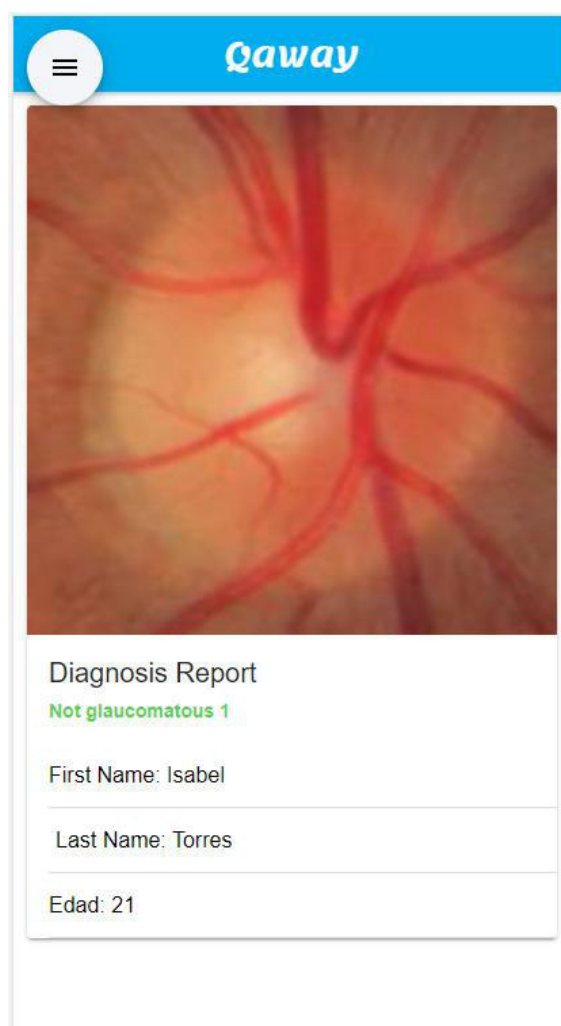 Qaway
Diagnosis Report
Not glaucomatous 1
First Name: Isabel
Last Name: Torres
Edad: 21